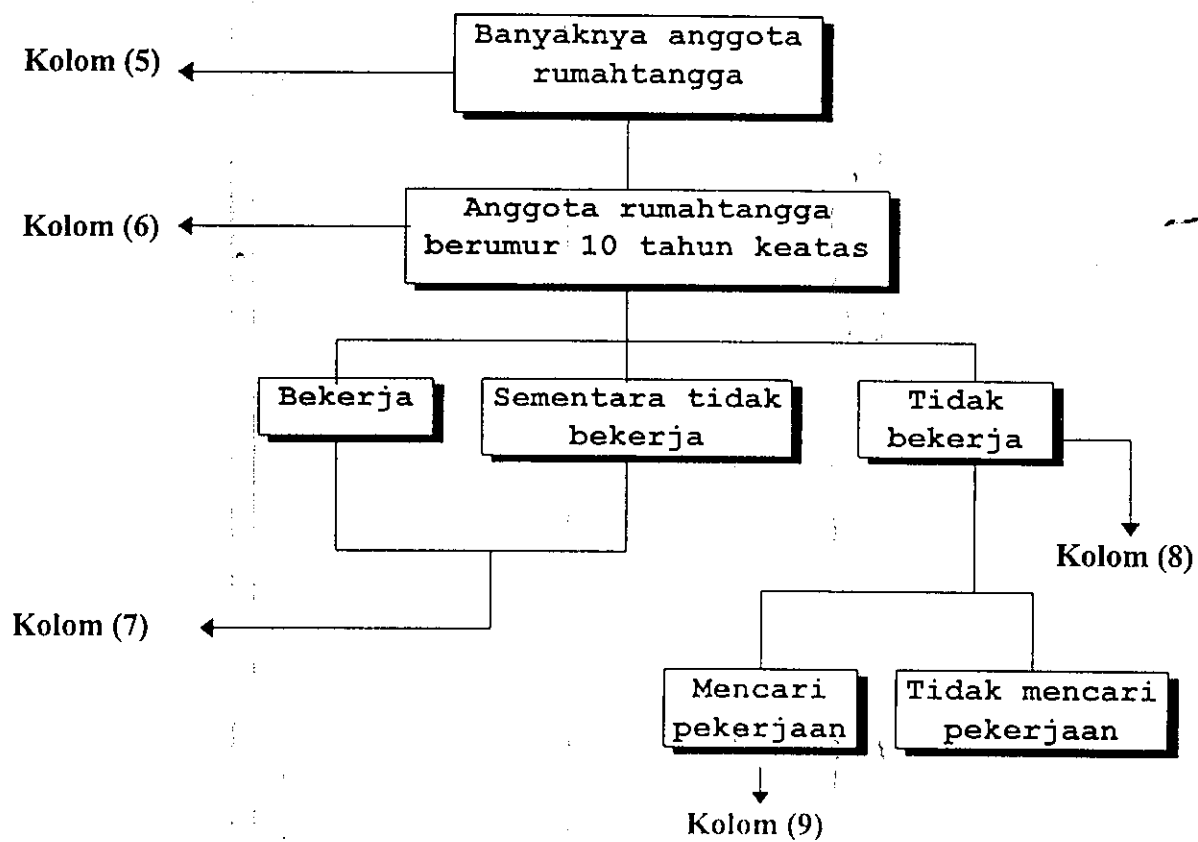 Banyaknya anggota
rumahtangga
Kolom (5)
Anggota rumahtangga
berumur 10 tahun keatas
Kolom (6)
Bekerja
Sementara tidak
bekerja
Tidak
bekerja
Kolom (8)
Kolom (7)
Mencari
pekerjaan
Tidak mencari
pekerjaan
Kolom (9)